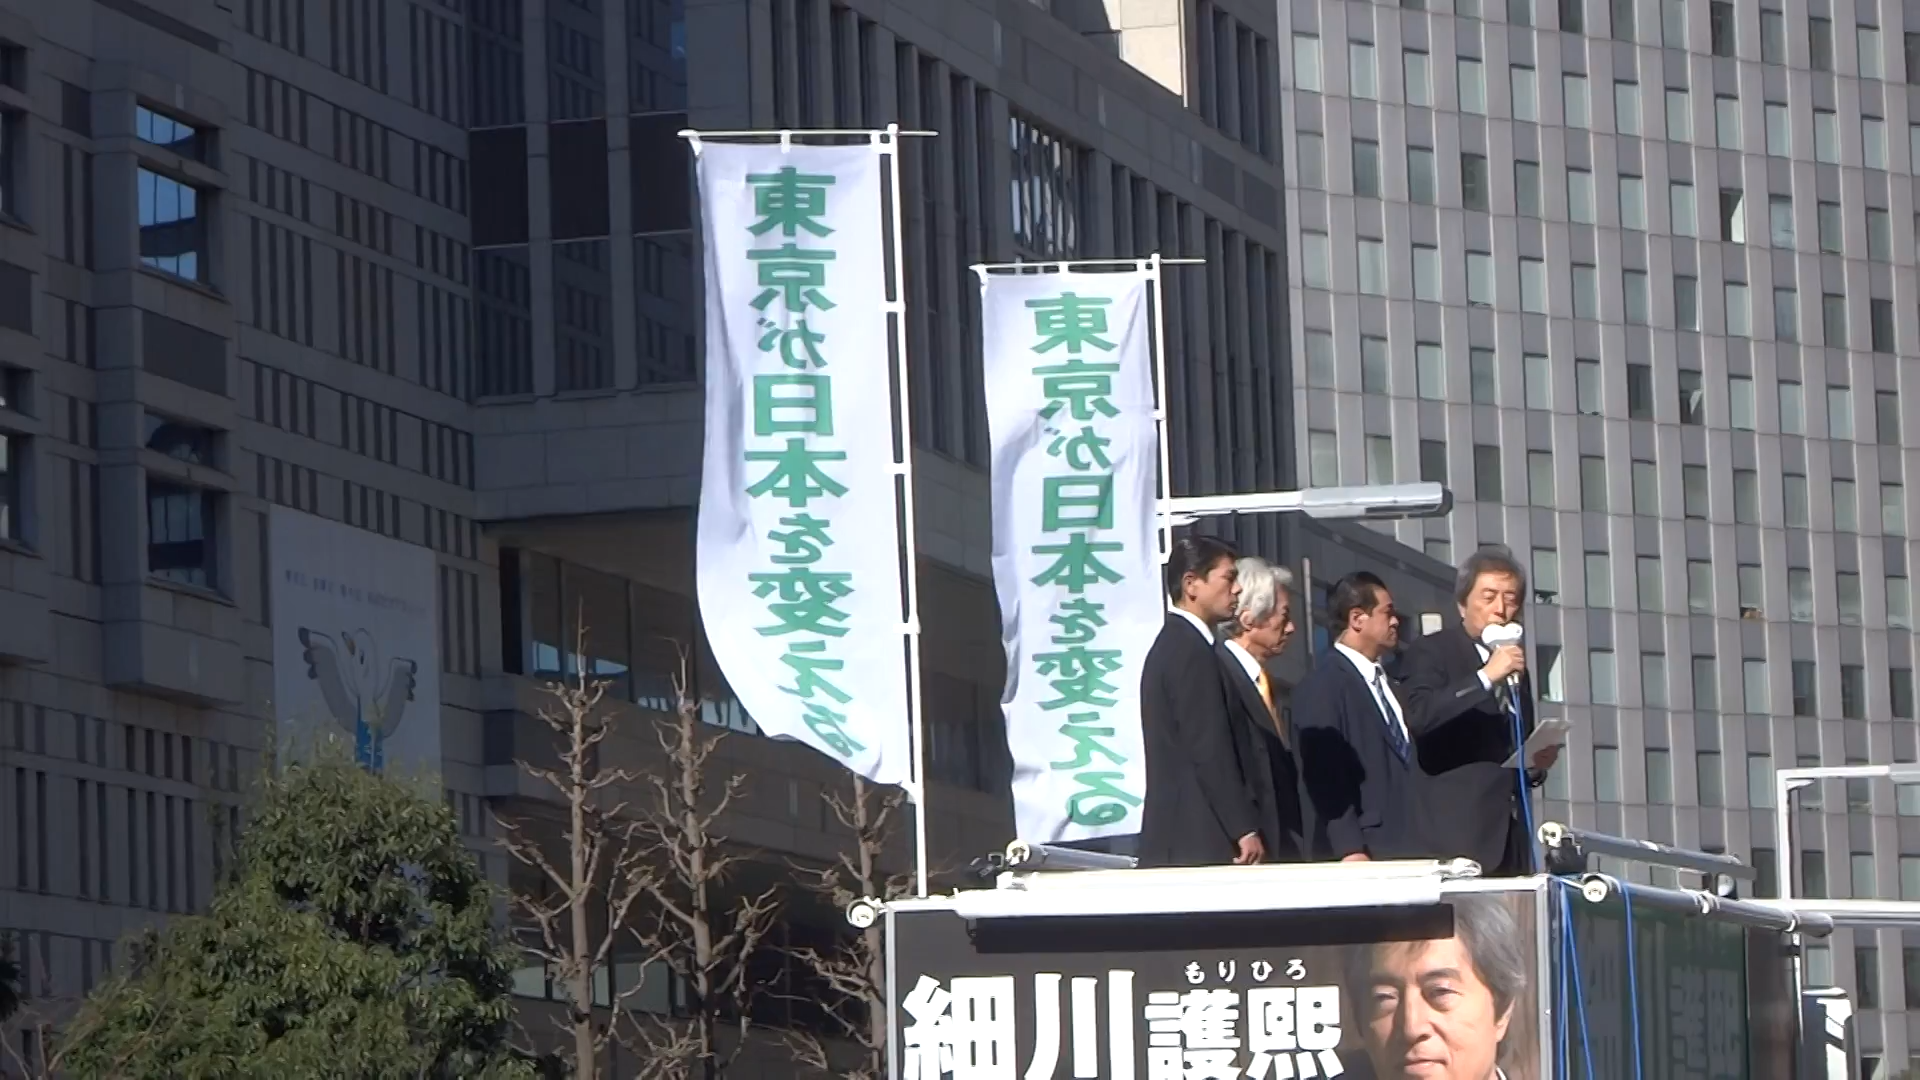 東京が日本を変える
東京が日本を変える
もりひろ
細川護熙